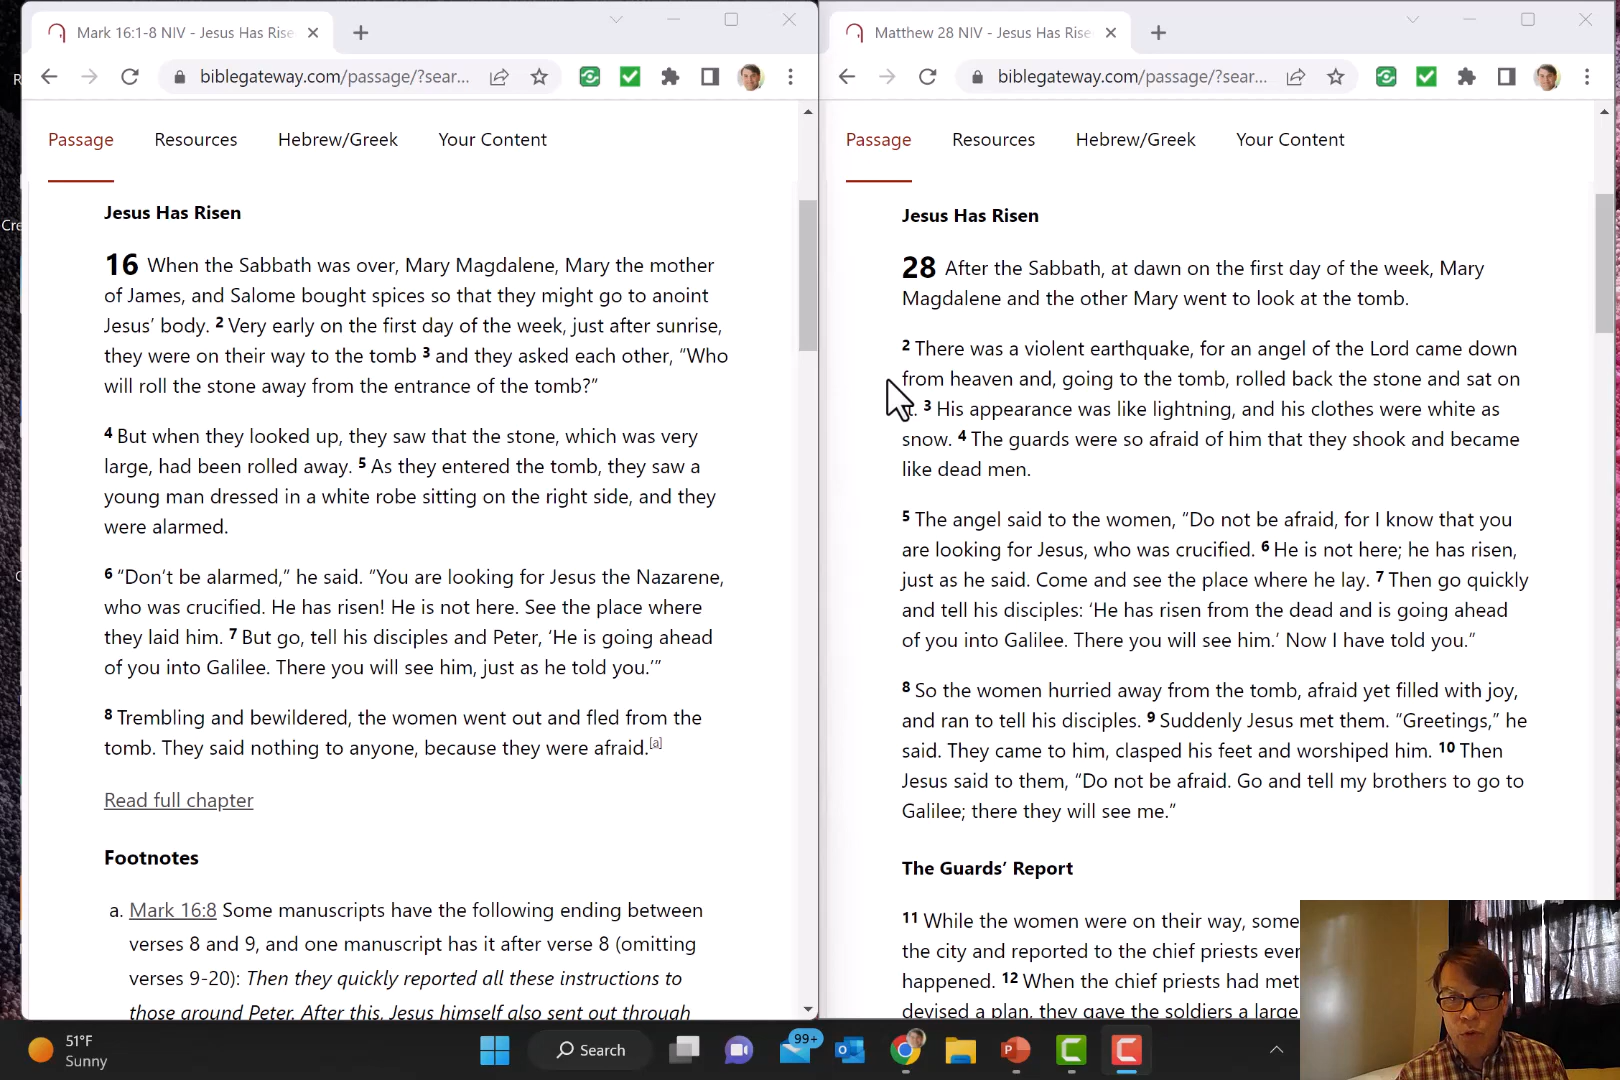 Mark 16:1-8 NIV - Jesus Has Rise
biblegateway.com/passage/?sear...
Passage Resources Hebrew/Greek Your Content
Jesus Has Risen
16 When the Sabbath was over, Mary Magdalene, Mary the mother
of James, and Salome bought spices so that they might go to anoint
Jesus’ body. 2 Very early on the first day of the week, just after sunrise,
they were on their way to the tomb 3 and they asked each other, “Who
will roll the stone away from the entrance of the tomb?”
4 But when they looked up, they saw that the stone, which was very
large, had been rolled away. 5 As they entered the tomb, they saw a
young man dressed in a white robe sitting on the right side, and they
were alarmed.
6 “Don’t be alarmed,” he said. “You are looking for Jesus the Nazarene,
who was crucified. He has risen! He is not here. See the place where
they laid him. 7 But go, tell his disciples and Peter, ‘He is going ahead
of you into Galilee. There you will see him, just as he told you.’”
8 Trembling and bewildered, the women went out and fled from the
tomb. They said nothing to anyone, because they were afraid.[a]
Read full chapter
Footnotes
a. Mark 16:8 Some manuscripts have the following ending between
verses 8 and 9, and one manuscript has it after verse 8 (omitting
verses 9-20): Then they quickly reported all these instructions to
those around Peter. After this, Jesus himself also sent out through
Matthew 28 NIV - Jesus Has Rise
biblegateway.com/passage/?sear...
Passage Resources Hebrew/Greek Your Content
Jesus Has Risen
28 After the Sabbath, at dawn on the first day of the week, Mary
Magdalene and the other Mary went to look at the tomb.
2 There was a violent earthquake, for an angel of the Lord came down
from heaven and, going to the tomb, rolled back the stone and sat on
t. 3 His appearance was like lightning, and his clothes were white as
snow. 4 The guards were so afraid of him that they shook and became
like dead men.
5 The angel said to the women, “Do not be afraid, for I know that you
are looking for Jesus, who was crucified. 6 He is not here; he has risen,
just as he said. Come and see the place where he lay. 7 Then go quickly
and tell his disciples: ‘He has risen from the dead and is going ahead
of you into Galilee. There you will see him.’ Now I have told you.”
8 So the women hurried away from the tomb, afraid yet filled with joy,
and ran to tell his disciples. 9 Suddenly Jesus met them. “Greetings,” he
said. They came to him, clasped his feet and worshiped him. 10 Then
Jesus said to them, “Do not be afraid. Go and tell my brothers to go to
Galilee; there they will see me.”
The Guards’ Report
11 While the women were on their way, some
the city and reported to the chief priests ever
happened. 12 When the chief priests had met
devised a plan, they gave the soldiers a large
51°F
Sunny
Search
99+